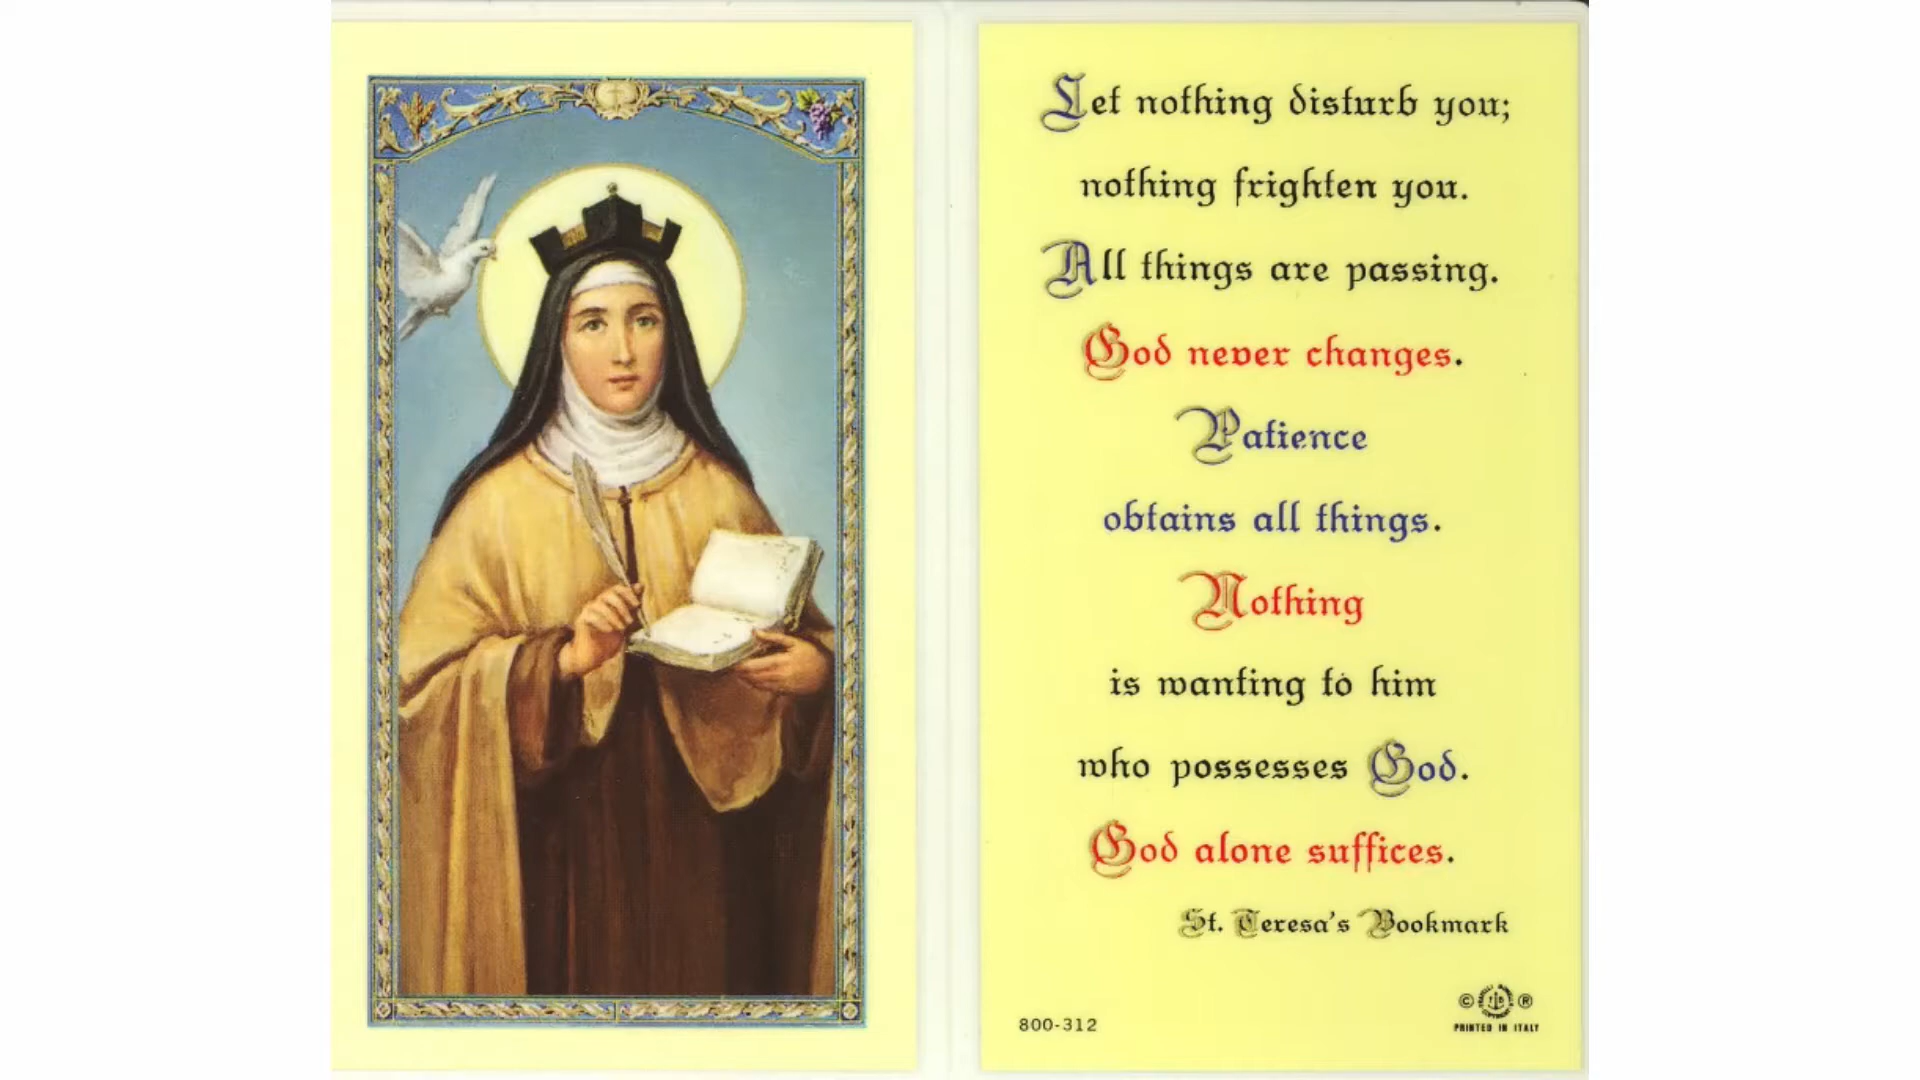 Let nothing disturb you;
nothing frighten you.
All things are passing.
God never changes.
Patience
obtains all things.
Nothing
is wanting to him
who possesses God.
God alone suffices.
St. Teresa's Bookmark
800-312
© ®
PRINTED IN ITALY